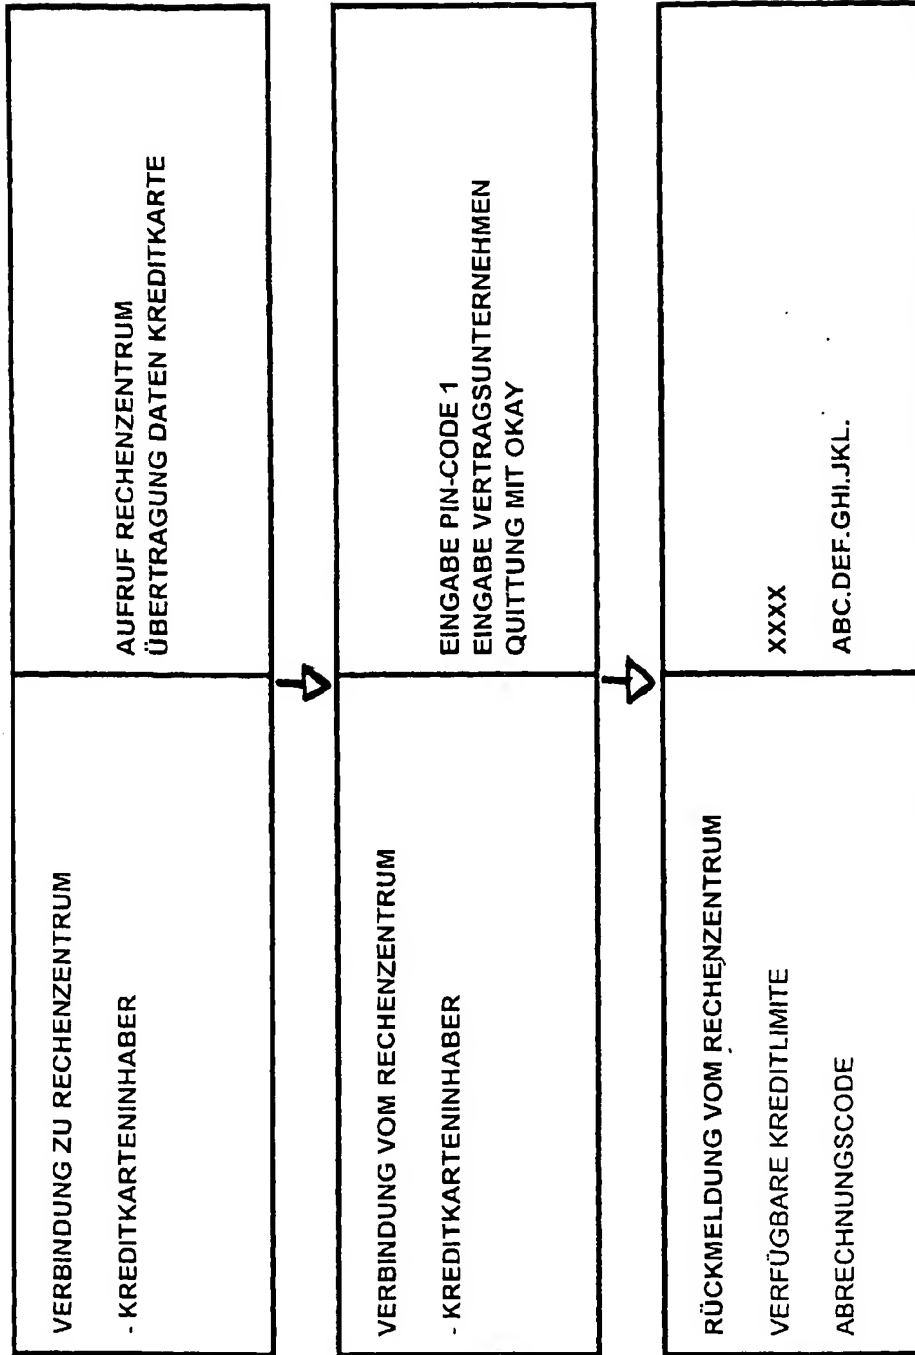 VERBINDUNG ZU RECHENZENTRUM
- KREDITKARTENINHABER
AUFRUF RECHENZENTRUM
ÜBERTRAGUNG DATEN KREDITKARTE
VERBINDUNG VOM RECHENZENTRUM
- KREDITKARTENINHABER
EINGABE PIN-CODE 1
EINGABE VERTRAGSUNTERNEHMEN
QUITTUNG MIT OKAY
RÜCKMELDUNG VOM RECHENZENTRUM
VERFÜGBARE KREDITLIMITE
XXXX
ABRECHNUNGSCODE
ABC.DEF.GHI.JKL.